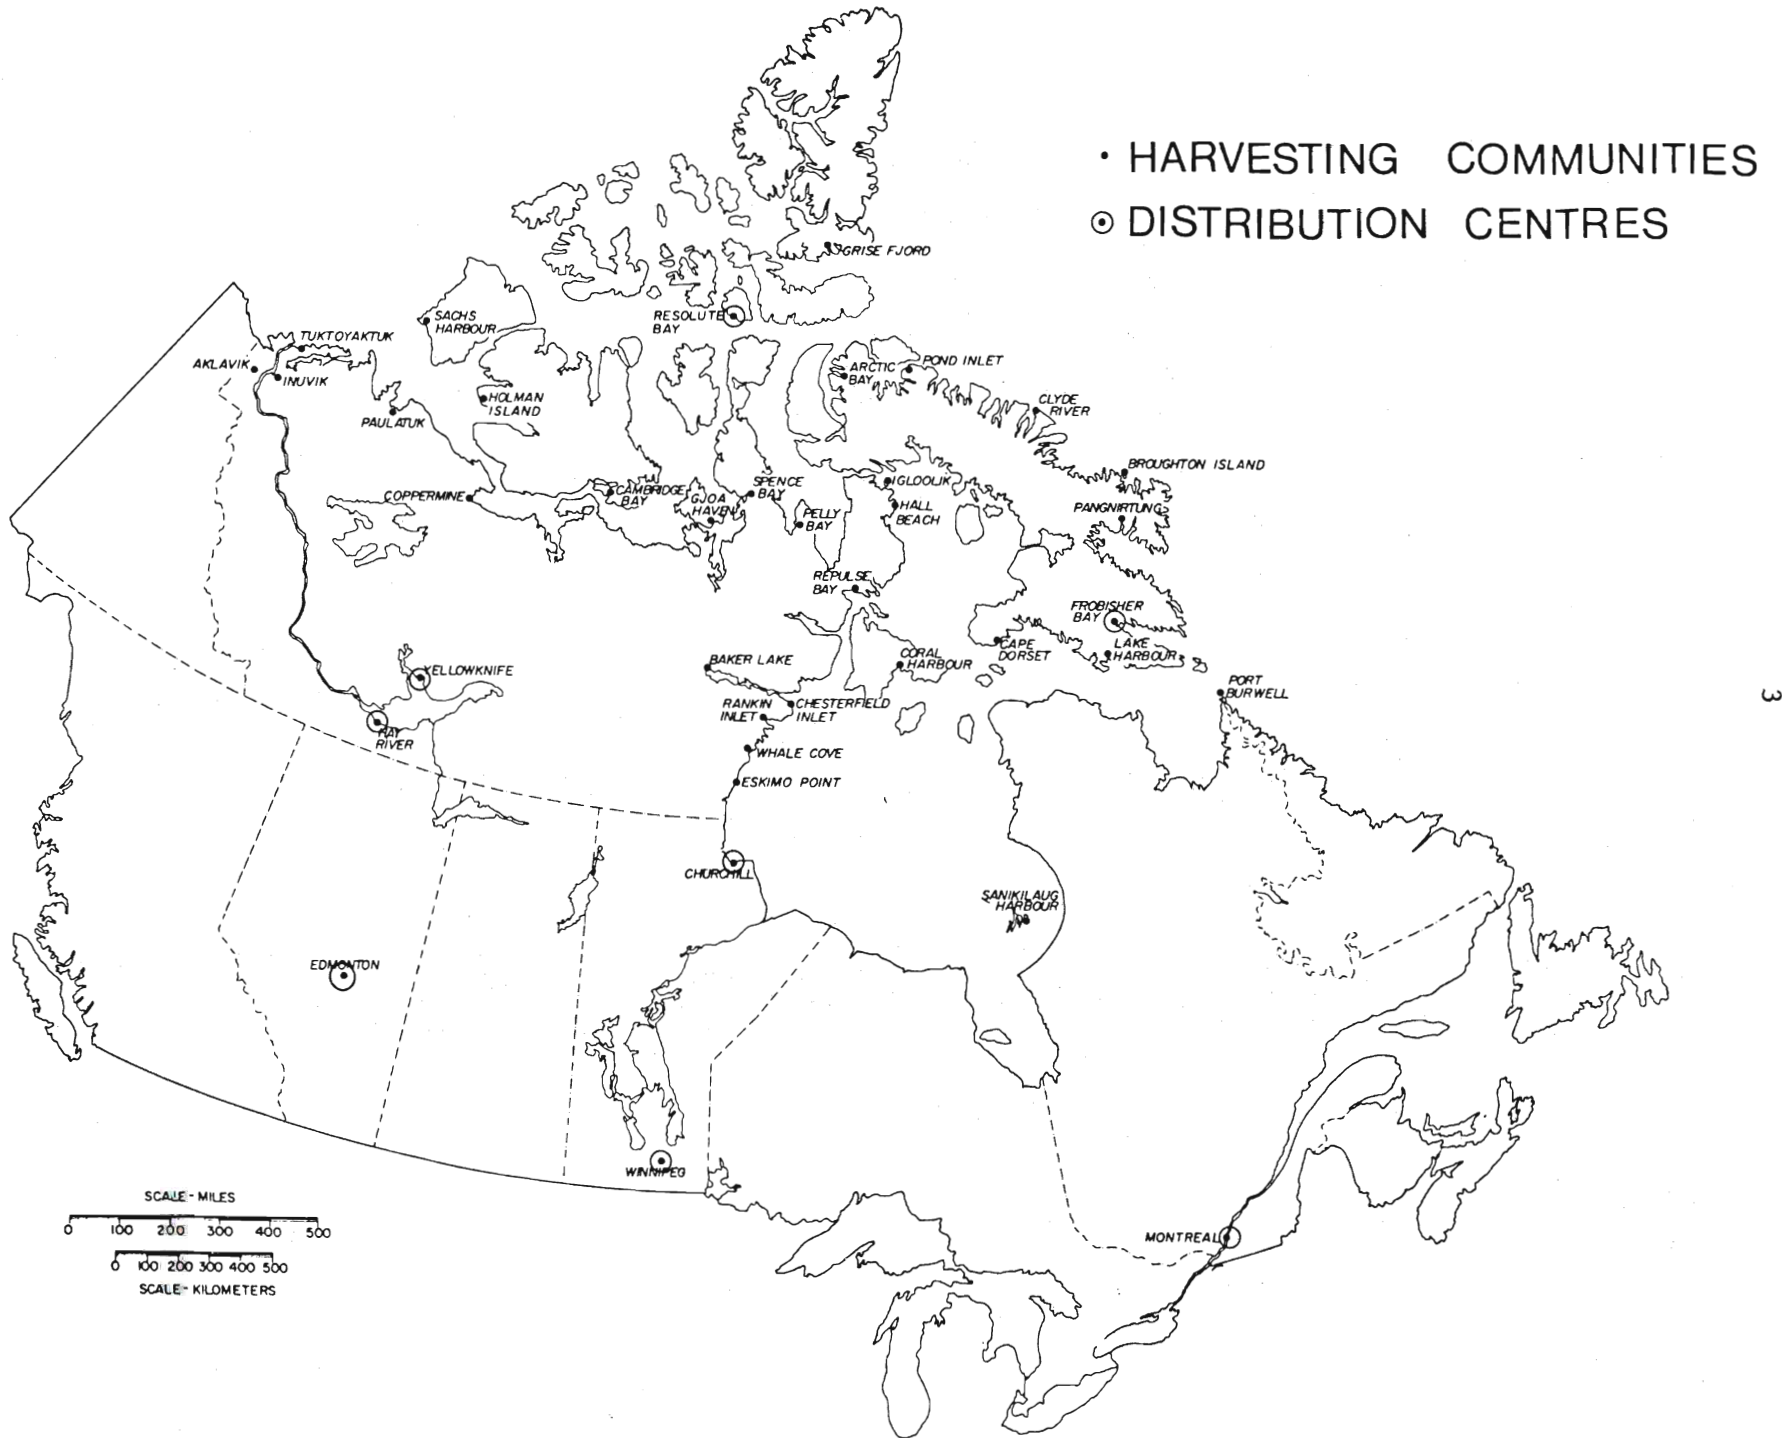 HARVESTING COMMUNITIES
DISTRIBUTION CENTRES
GRISE FJORD
SACHS
HARBOUR
RESOLUTE
BAY
TUKTOYAKTUK
AKLAVIK
INUVIK
PAULATUK
HOLMAN
ISLAND
ARCTIC
BAY
POND INLET
CLYDE
RIVER
BROUGHTON ISLAND
COPPERMINE
CAMBRIDGE
BAY
GJOA
HAVEN
SPENCE
BAY
PELLY
BAY
IGLOOLIK
HALL
BEACH
PANGNIRTUNG
REPULSE
BAY
FROBISHER
BAY
LAKE
HARBOUR
CAPE
DORSET
CORAL
HARBOUR
BAKER LAKE
YELLOWKNIFE
HAY
RIVER
RANKIN
INLET
CHESTERFIELD
INLET
PORT
BURWELL
3
WHALE COVE
ESKIMO POINT
CHURCHILL
SANIKILAUG
HARBOUR
EDMONTON
WINNIPEG
MONTREAL
SCALE - MILES
0 100 200 300 400 500
0 100 200 300 400 500
SCALE - KILOMETERS